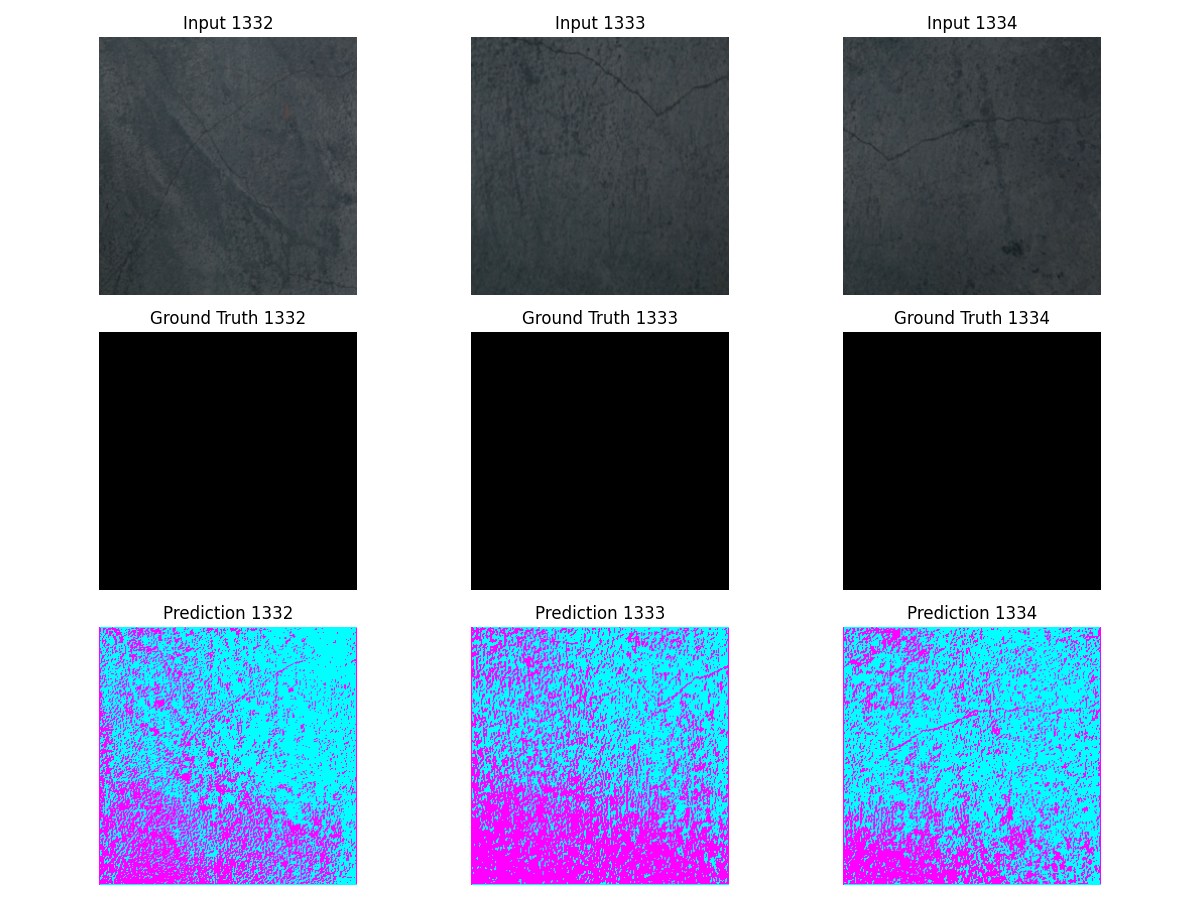 Input 1332
Input 1333
Input 1334
Ground Truth 1332
Ground Truth 1333
Ground Truth 1334
Prediction 1332
Prediction 1333
Prediction 1334